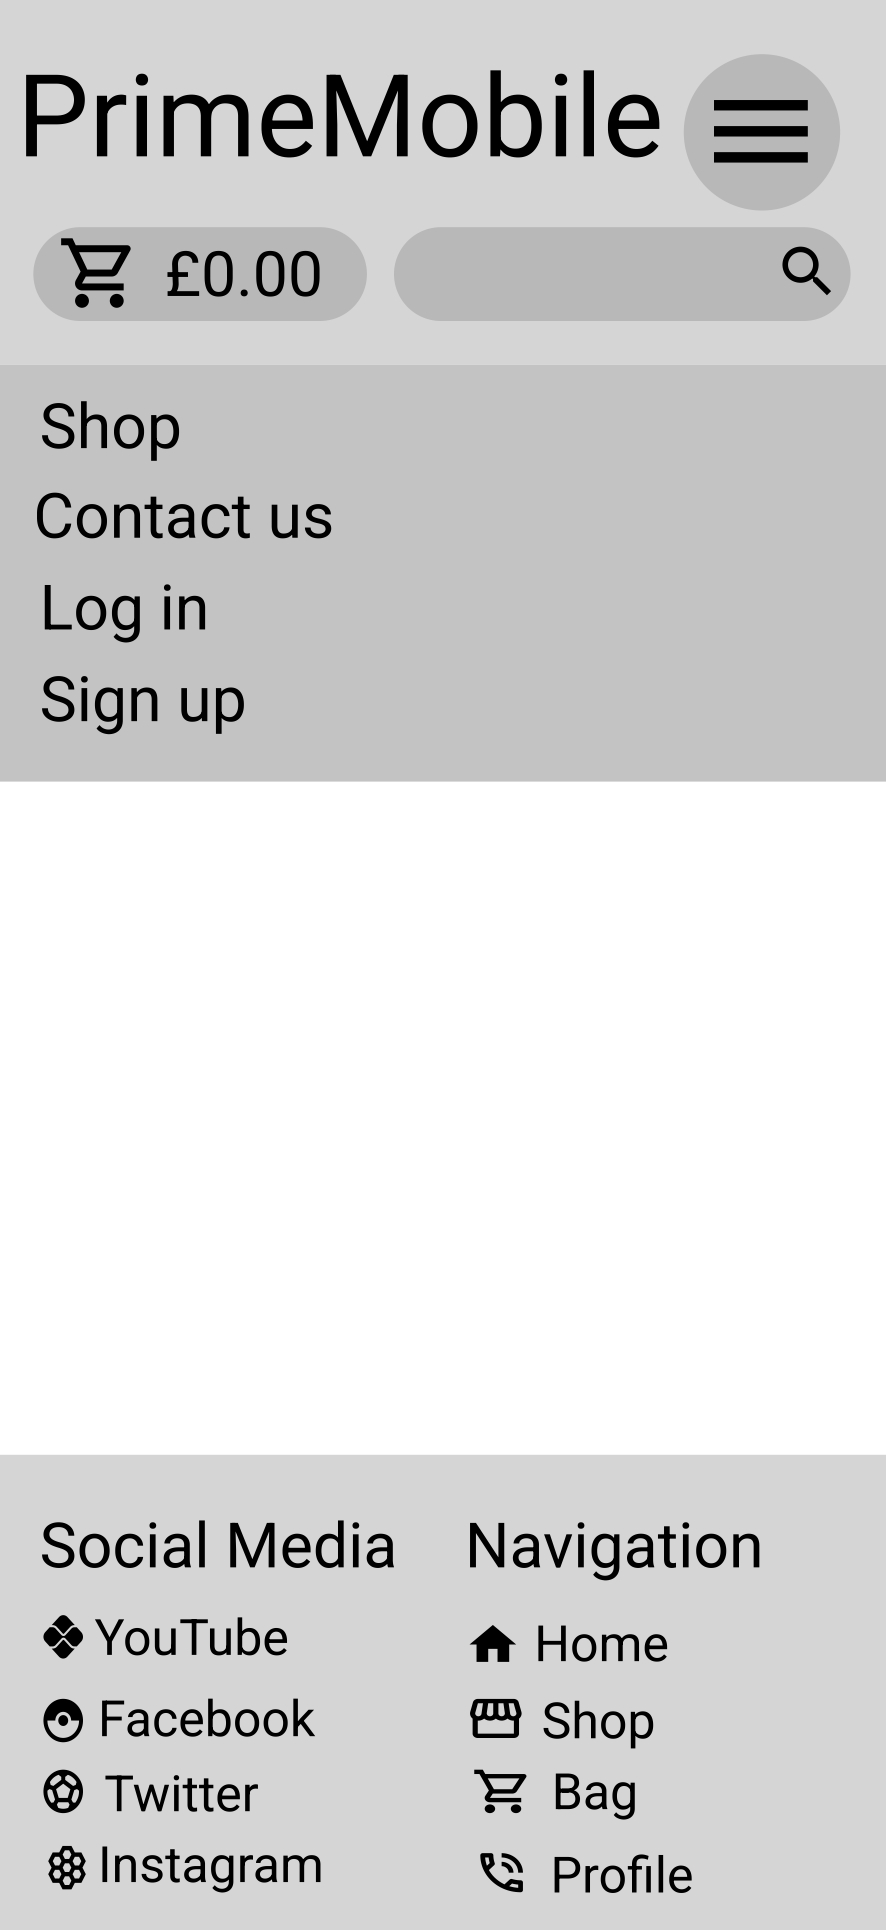 PrimeMobile
£0.00
Shop
Contact us
Log in
Sign up
Social Media
YouTube
Facebook
Twitter
Instagram
Navigation
Home
Shop
Bag
Profile